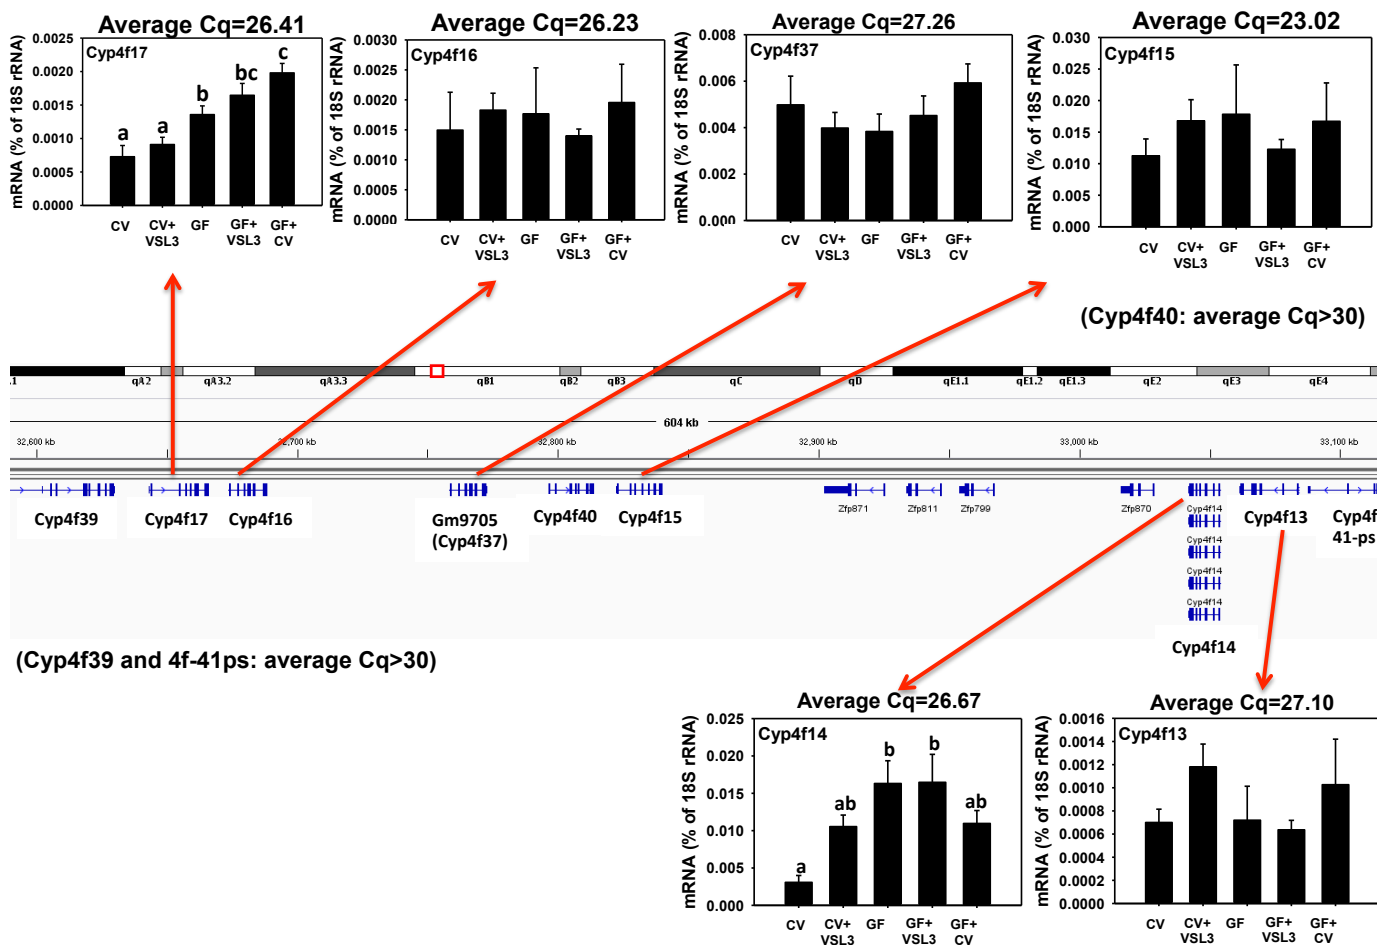 Average Cq=26.41
Cyp4f17
mRNA (% of 18S rRNA)
0.0025
0.0020
0.0015
0.0010
0.0005
0.0000
a
a
b
bc
c
CV
CV+
VSL3
GF
GF+
VSL3
GF+
CV
Average Cq=26.23
Cyp4f16
mRNA (% of 18S rRNA)
0.0030
0.0025
0.0020
0.0015
0.0010
0.0005
0.0000
CV
CV+
VSL3
GF
GF+
VSL3
GF+
CV
Average Cq=27.26
Cyp4f37
mRNA (% of 18S rRNA)
0.008
0.006
0.004
0.002
0.000
CV
CV+
VSL3
GF
GF+
VSL3
GF+
CV
Average Cq=23.02
Cyp4f15
mRNA (% of 18S rRNA)
0.030
0.025
0.020
0.015
0.010
0.005
0.000
CV
CV+
VSL3
GF
GF+
VSL3
GF+
CV
(Cyp4f40: average Cq>30)
.1 qA2 qA3.2 qA3.3 qB1 qB2 qB3 qC qD qE1.1 qE1.2 qE1.3 qE2 qE3 qE4
604 kb
32,600 kb 32,700 kb 32,800 kb 32,900 kb 33,000 kb 33,100 kb
Cyp4f39 Cyp4f17 Cyp4f16 Gm9705 Cyp4f40 Cyp4f15 Zfp871 Zfp811 Zfp799 Zfp870 Cyp4f14 Cyp4f13 Cyp4f
(Cyp4f37) 41-ps
Cyp4f14
Cyp4f14
Cyp4f14
Cyp4f14
(Cyp4f39 and 4f-41ps: average Cq>30)
Average Cq=26.67
Cyp4f14
mRNA (% of 18S rRNA)
0.025
0.020
0.015
0.010
0.005
0.000
a
ab
b
b
ab
CV
CV+
VSL3
GF
GF+
VSL3
GF+
CV
Average Cq=27.10
Cyp4f13
mRNA (% of 18S rRNA)
0.0016
0.0014
0.0012
0.0010
0.0008
0.0006
0.0004
0.0002
0.0000
CV
CV+
VSL3
GF
GF+
VSL3
GF+
CV